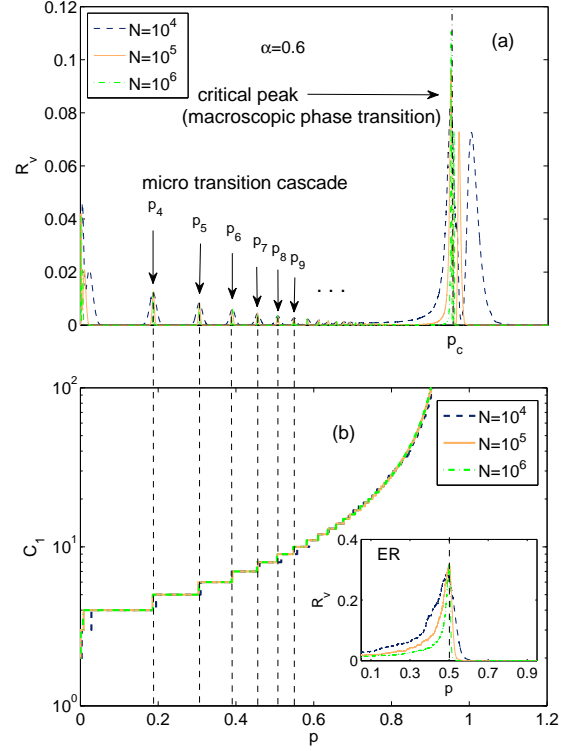 0.12
0.1
0.08
0.06
0.04
0.02
0
R_v
N=10^4
N=10^5
N=10^6
α=0.6
(a)
critical peak
(macroscopic phase transition)
micro transition cascade
p_4
p_5
p_6
p_7
p_8
p_9
. . .
p_c
10^2
10^1
10^0
C_1
(b)
N=10^4
N=10^5
N=10^6
ER
0.4
0.2
0
R_v
0.1 0.3 0.5 0.7 0.9
p
0 0.2 0.4 0.6 0.8 1 1.2
p